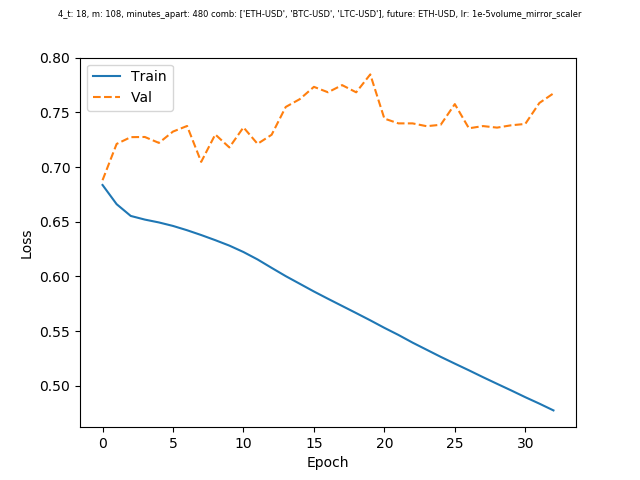 4_t: 18, m: 108, minutes_apart: 480 comb: ['ETH-USD', 'BTC-USD', 'LTC-USD'], future: ETH-USD, lr: 1e-5volume_mirror_scaler
Train
Val
0.80
0.75
0.70
0.65
0.60
0.55
0.50
Loss
0 5 10 15 20 25 30
Epoch